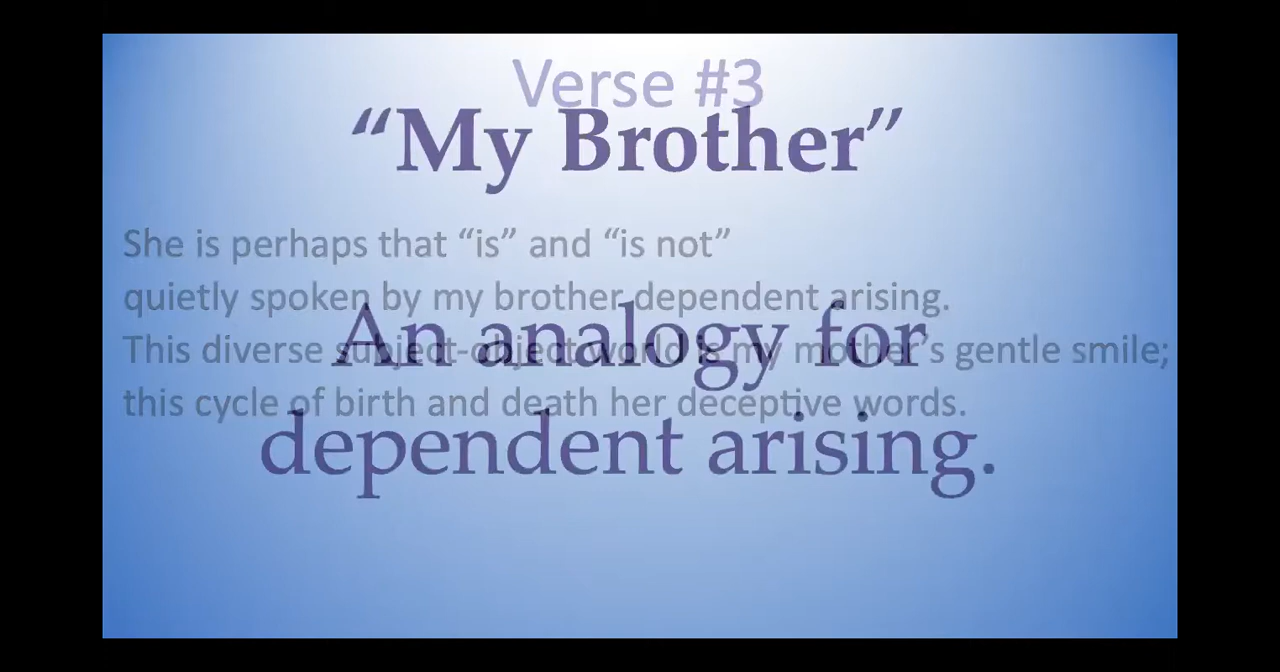 Verse #3
“My Brother”
She is perhaps that “is” and “is not”
quietly spoken by my brother dependent arising.
An analogy for
This diverse subject-object world is my mother’s gentle smile;
this cycle of birth and death her deceptive words.
dependent arising.